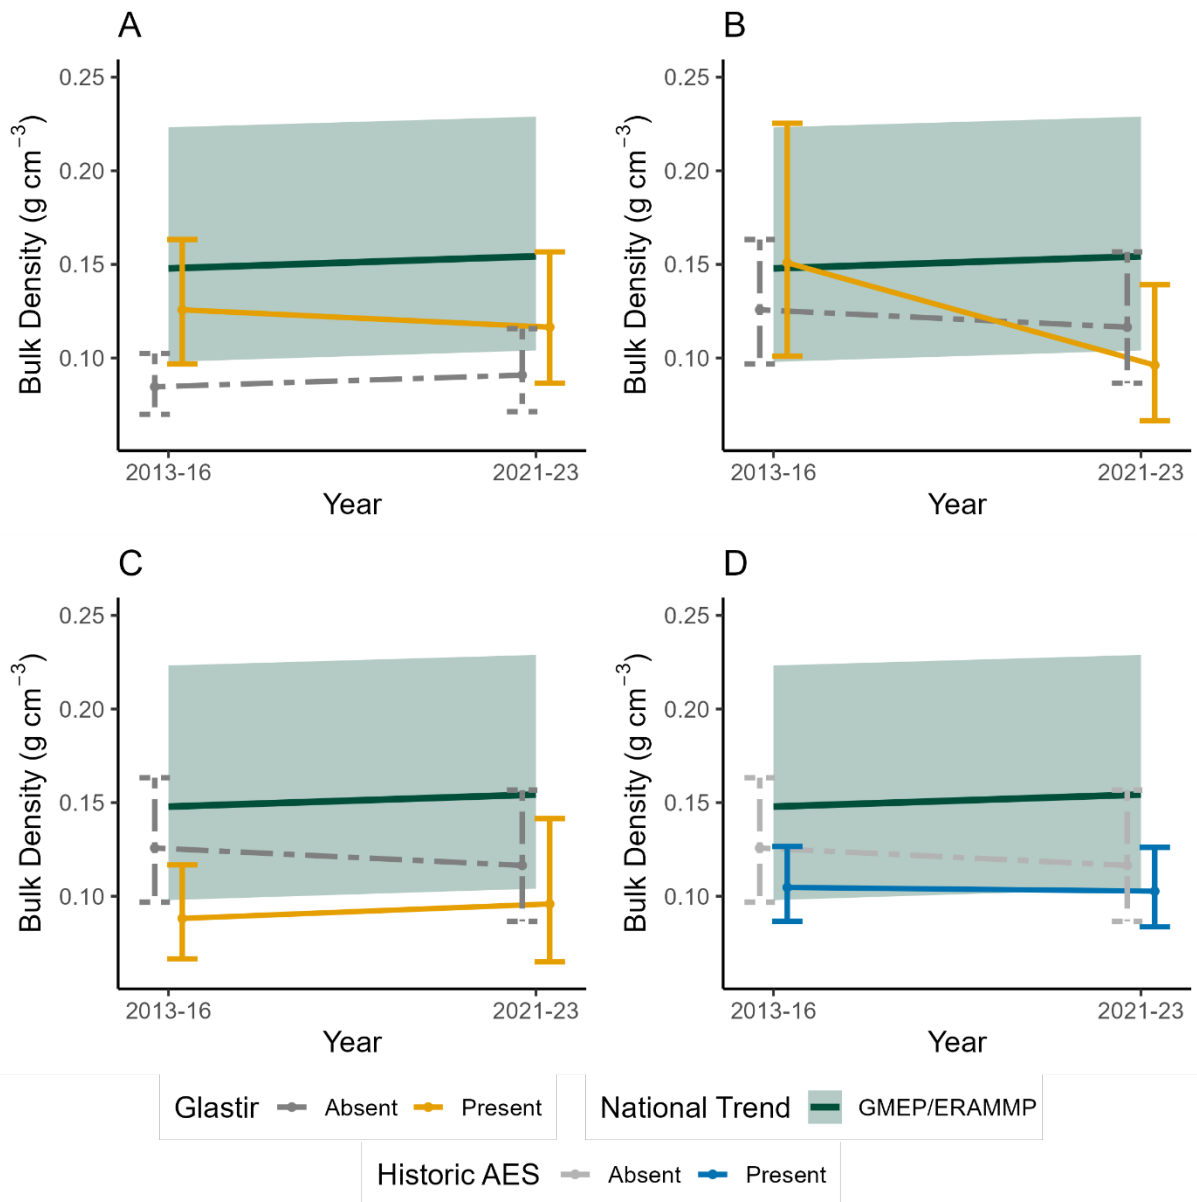 A
Bulk Density (g cm⁻³)
0.25
0.20
0.15
0.10
2013-16
2021-23
Year
B
Bulk Density (g cm⁻³)
0.25
0.20
0.15
0.10
2013-16
2021-23
Year
C
Bulk Density (g cm⁻³)
0.25
0.20
0.15
0.10
2013-16
2021-23
Year
D
Bulk Density (g cm⁻³)
0.25
0.20
0.15
0.10
2013-16
2021-23
Year
Glastir Absent Present
National Trend GMEP/ERAMMP
Historic AES Absent Present